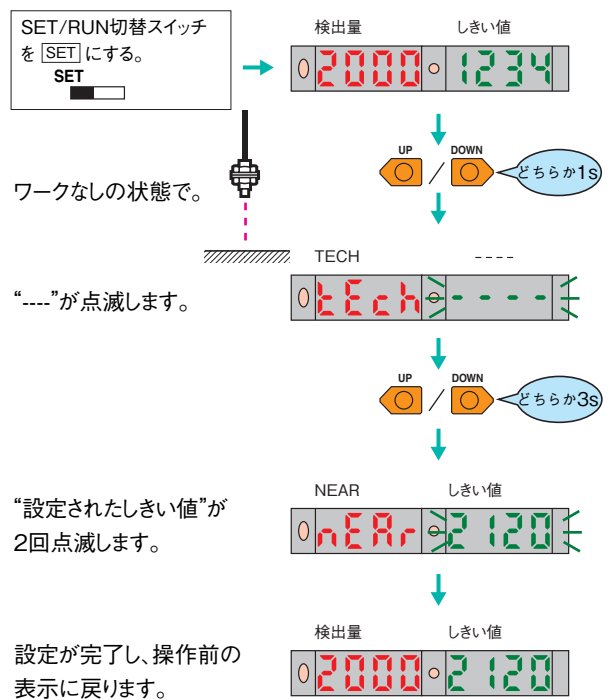 SET/RUN切替スイッチ
を SET にする。
SET
検出量 しきい値
2000 1234
UP DOWN
/ どちらか1s
ワークなしの状態で。
TECH ----
tEch ----
“----”が点滅します。
UP DOWN
/ どちらか3s
NEAR しきい値
nEAr 2120
“設定されたしきい値”が
2回点滅します。
検出量 しきい値
2000 2120
設定が完了し、操作前の
表示に戻ります。